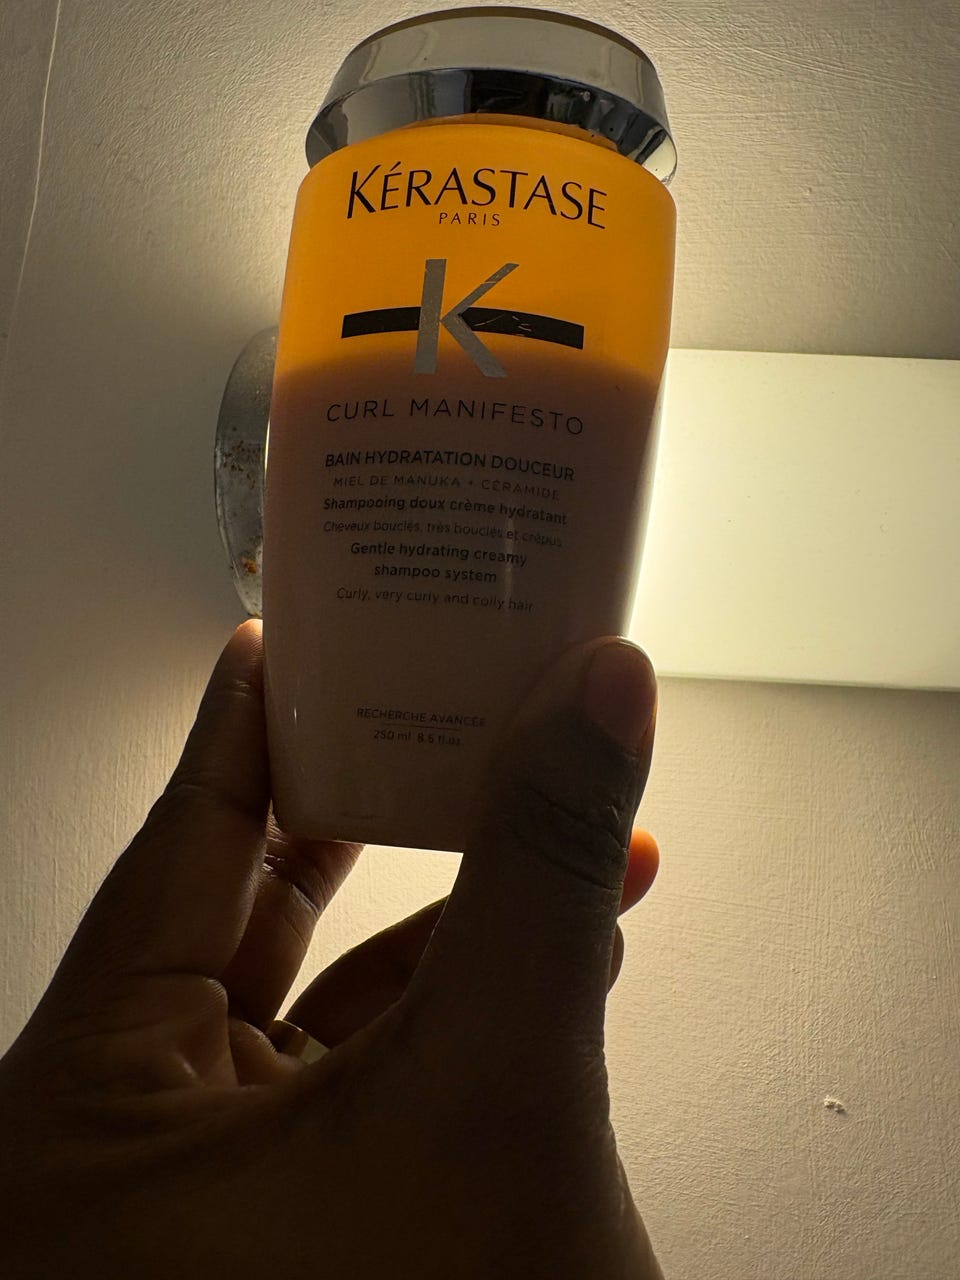 KÉRASTASE
PARIS
K
CURL MANIFESTO
BAIN HYDRATATION DOUCEUR
MIEL DE MANUKA + CÉRAMIDE
Shampooing doux crème hydratant
Cheveux bouclés, très bouclés et crépus
Gentle hydrating creamy
shampoo system
Curly, very curly and coily hair
RECHERCHE AVANCÉE
250 ml 8.5 fl.oz.